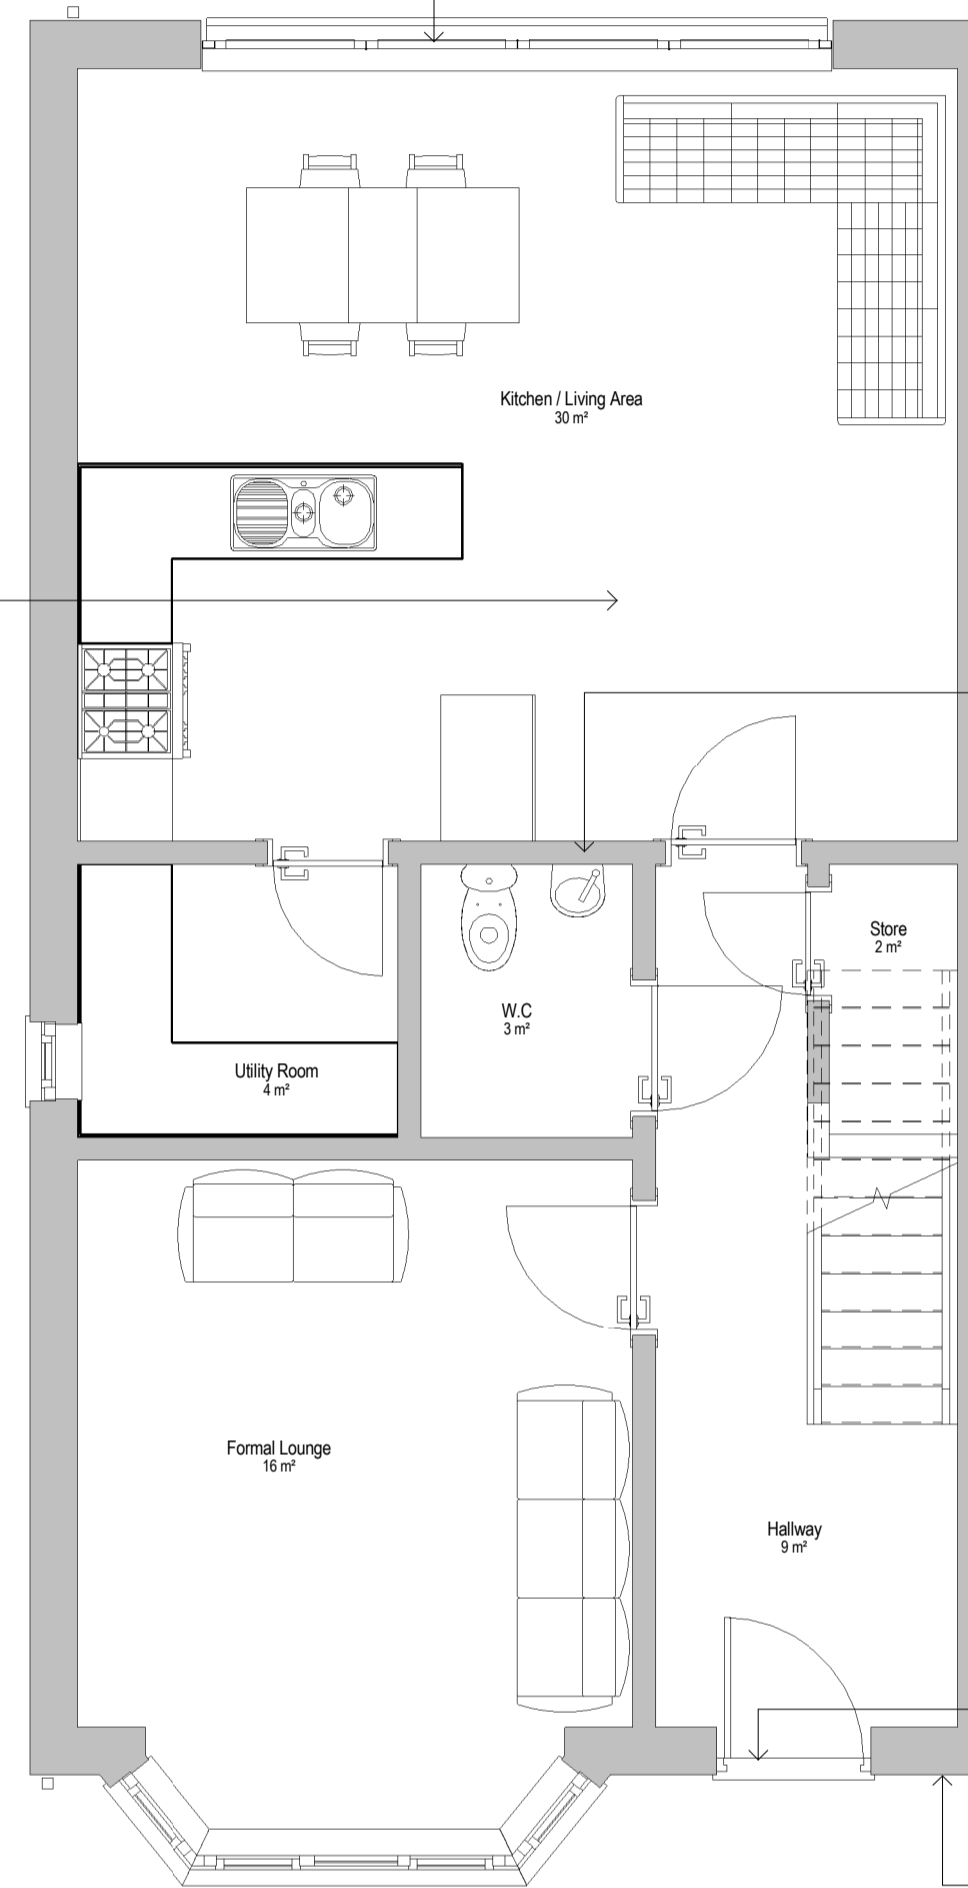 Kitchen / Living Area
30 m²
Store
2 m²
W.C
3 m²
Utility Room
4 m²
Formal Lounge
16 m²
Hallway
9 m²